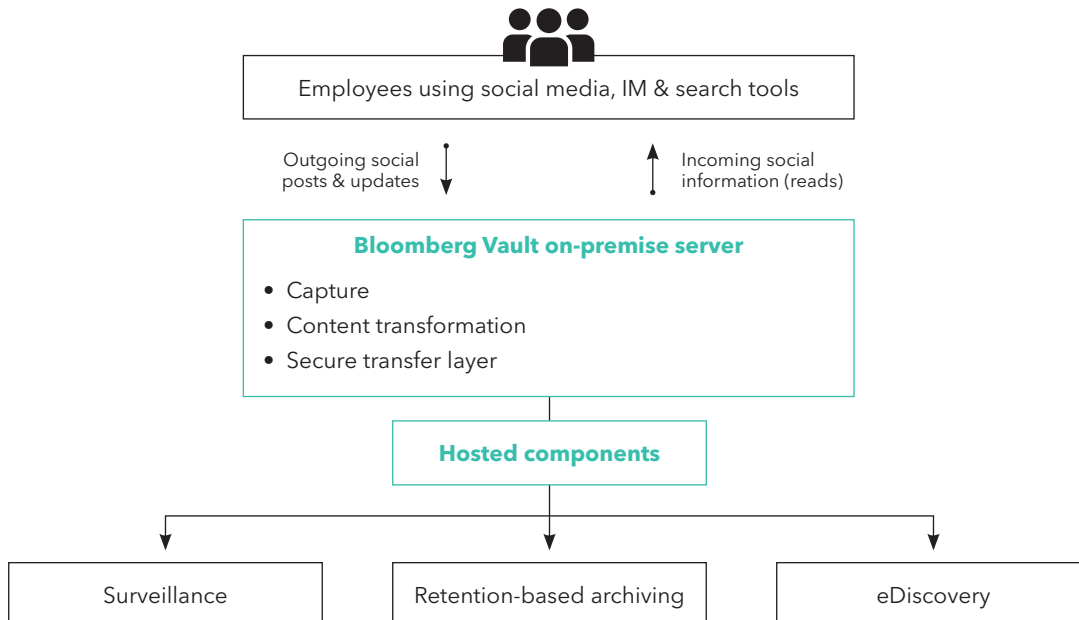 Employees using social media, IM & search tools
Outgoing social
posts & updates
Incoming social
information (reads)
Bloomberg Vault on-premise server
• Capture
• Content transformation
• Secure transfer layer
Hosted components
Surveillance
Retention-based archiving
eDiscovery